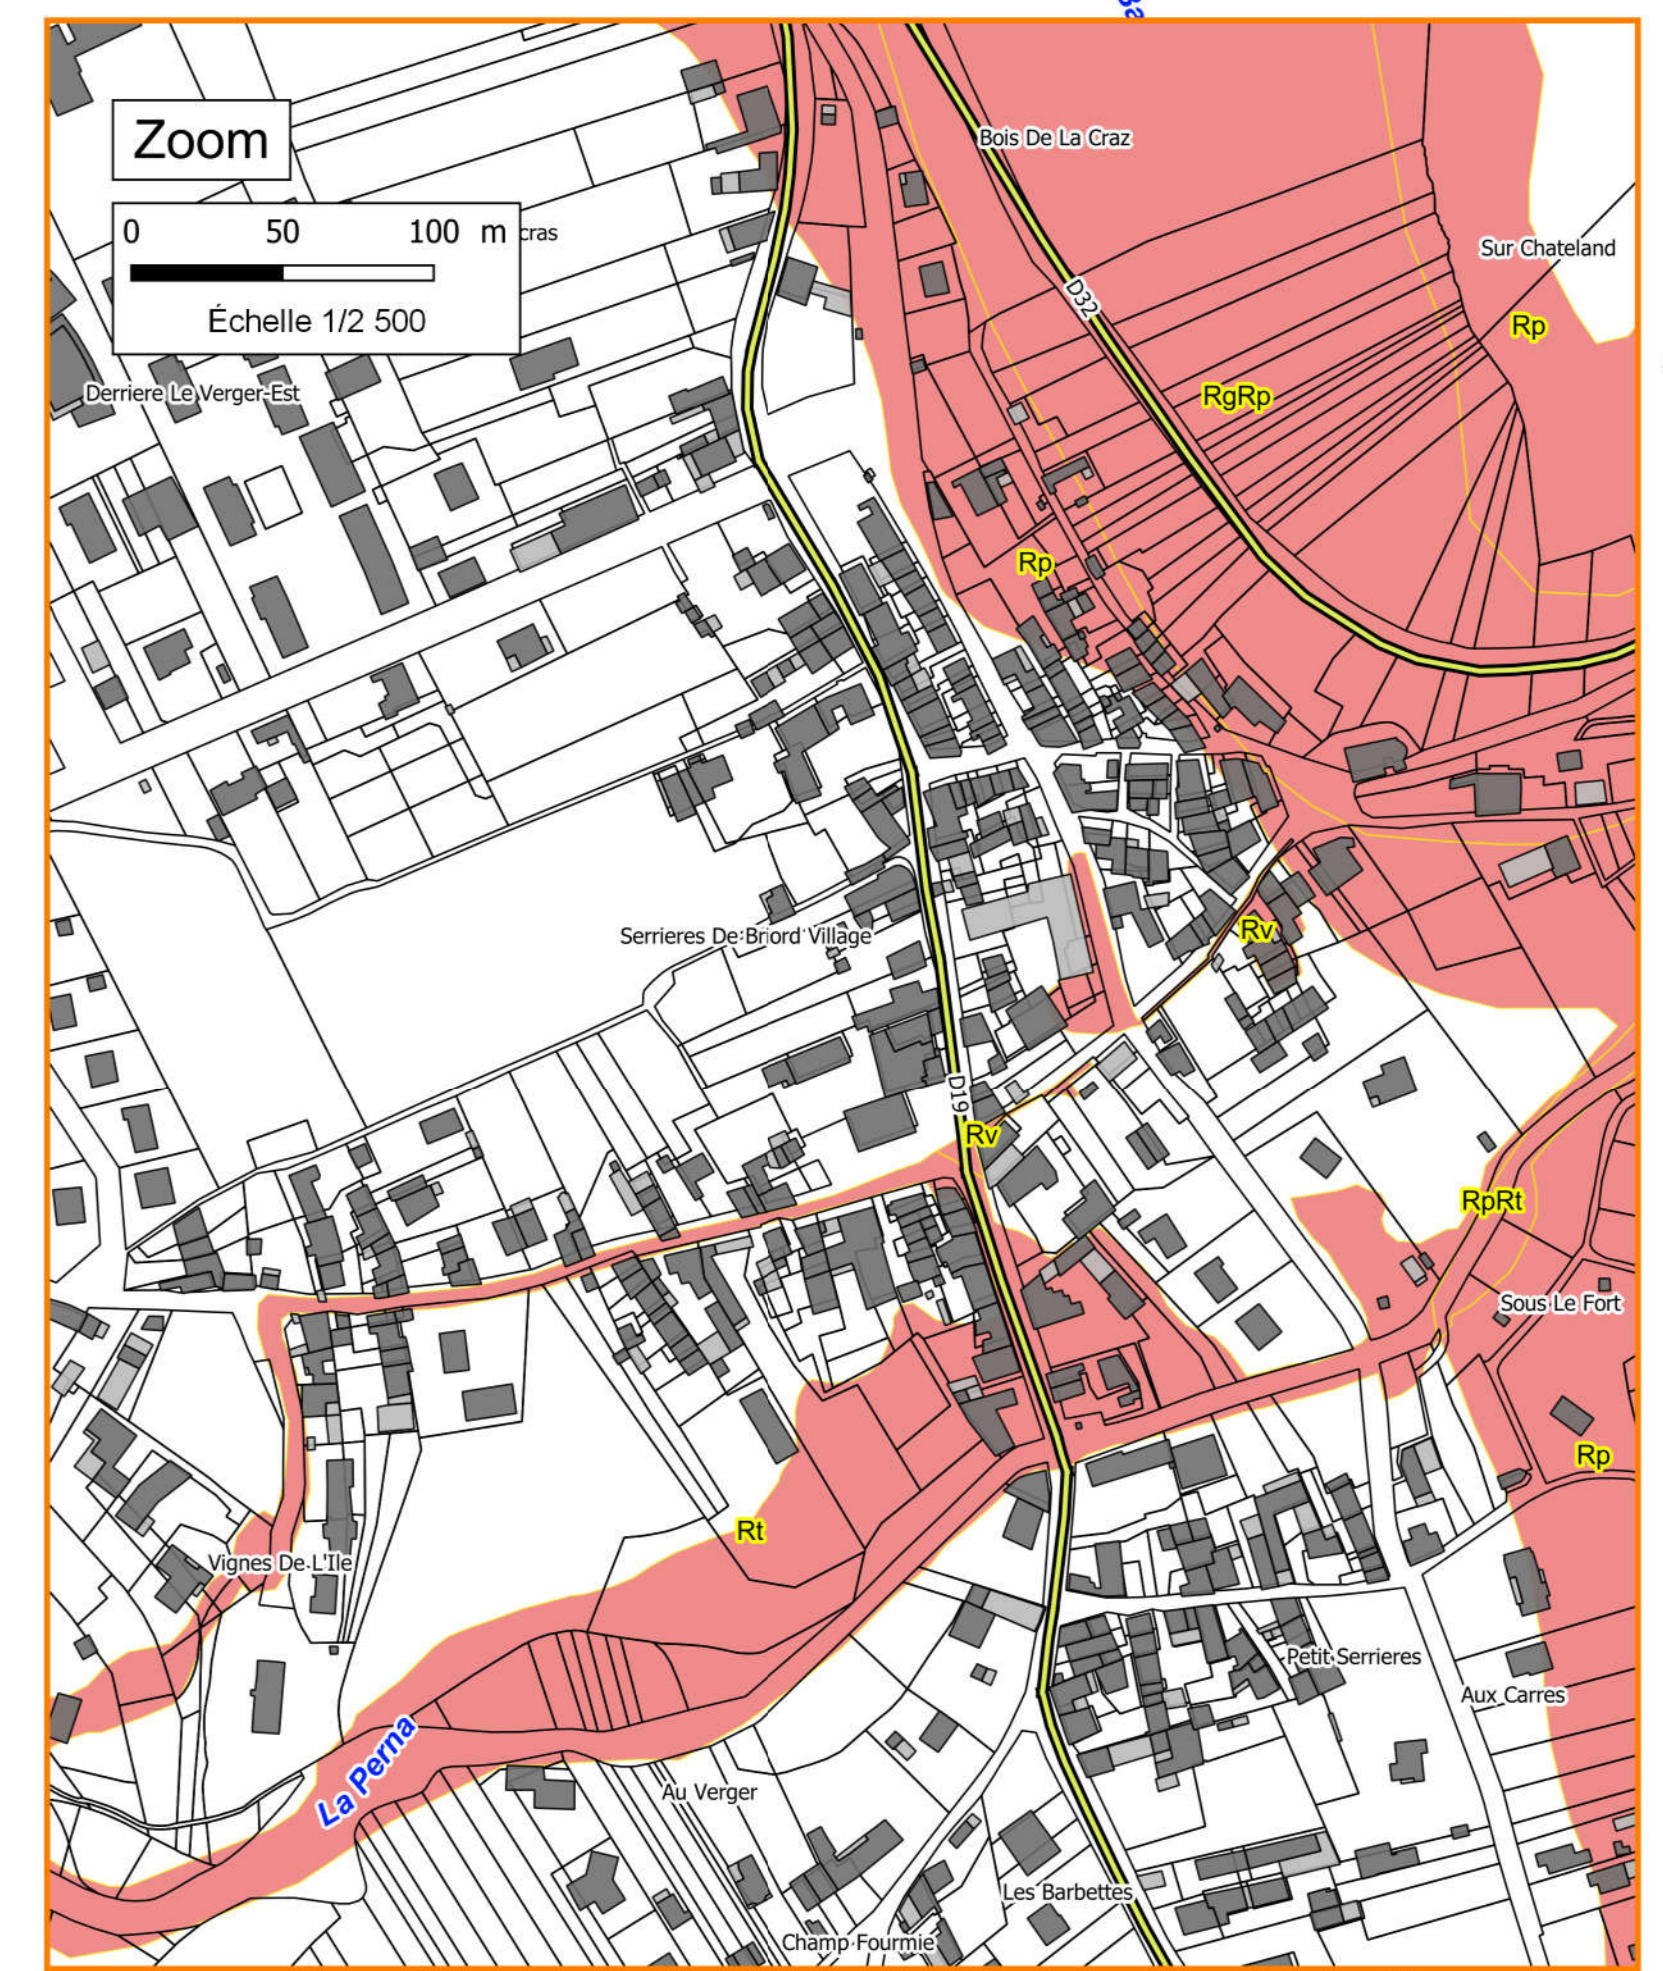 Ba
Zoom
Bois De La Craz
0 50 100 m
cras
Sur Chateland
Échelle 1/2 500
D32
Rp
Derriere Le Verger-Est
RgRp
Rp
Serrieres De Briord Village
Rv
D19
Rv
RpRt
Sous Le Fort
Rp
Rt
Vignes De L'Ile
Petit Serrieres
Aux Carres
La Perna
Au Verger
Les Barbettes
Champ Fourmie